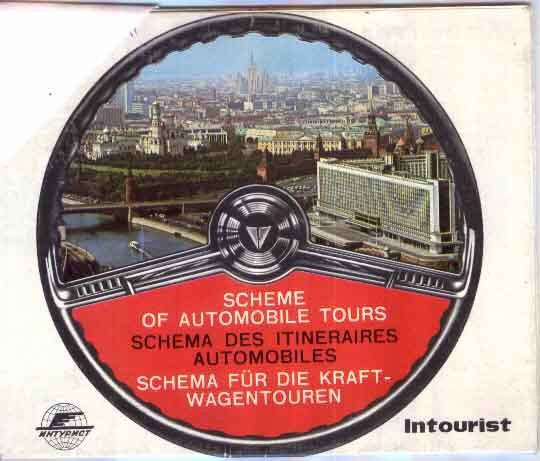 SCHEME
OF AUTOMOBILE TOURS
SCHEMA DES ITINERAIRES
AUTOMOBILES
SCHEMA FÜR DIE KRAFT-
WAGENTOUREN
ИНТУРИСТ
Intourist